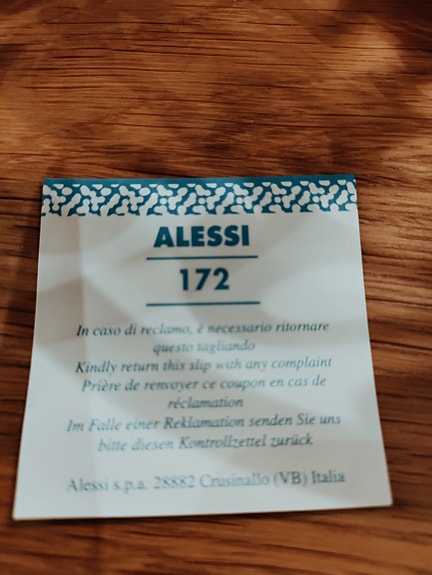 ALESSI
172
In caso di reclamo, è necessario ritornare
questo tagliando
Kindly return this slip with any complaint
Prière de renvoyer ce coupon en cas de
réclamation
Im Falle einer Reklamation senden Sie uns
bitte diesen Kontrollzettel zurück
Alessi s.p.a. 28882 Crusinallo (VB) Italia